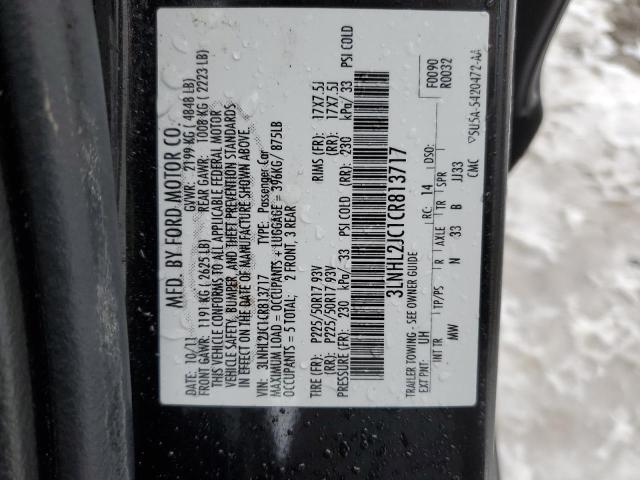 MFD. BY FORD MOTOR CO.
DATE: 10/11 GVWR: 2199 KG ( 4848 LB)
FRONT GAWR: 1191 KG ( 2625 LB) REAR GAWR: 1008 KG ( 2223 LB)
THIS VEHICLE CONFORMS TO ALL APPLICABLE FEDERAL MOTOR
VEHICLE SAFETY, BUMPER, AND THEFT PREVENTION STANDARDS
IN EFFECT ON THE DATE OF MANUFACTURE SHOWN ABOVE.
VIN: 3LNHL2JC1CR813717 TYPE: Passenger Car
MAXIMUM LOAD = OCCUPANTS + LUGGAGE = 396KG/ 875LB
OCCUPANTS = 5 TOTAL; 2 FRONT, 3 REAR
TIRE (FR): P225/50R17 93V RIMS (FR): 17X7.5J
(RR): P225/50R17 93V (RR): 17X7.5J
PRESSURE (FR): 230 kPa/ 33 PSI COLD (RR): 230 kPa/ 33 PSI COLD
3LNHL2JC1CR813717
TRAILER TOWING - SEE OWNER GUIDE F0090
EXT PNT: UH RC: 14 DSO: R0032
INT TR TP/PS R AXLE TR SPR
MW N 33 B JJ33
CMC
▽5U5A-5420472-AA